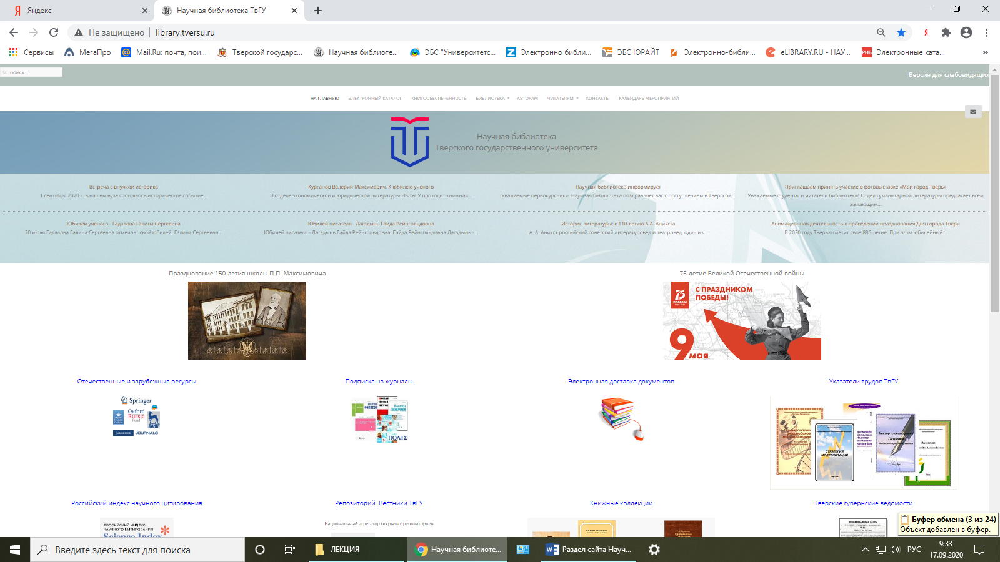 Яндекс
Научная библиотека ТвГУ
Не защищено
library.tversu.ru
Сервисы
МегаПро
Mail.Ru: почта, пои...
Тверской государс...
Научная библиоте...
ЭБС "Университетс...
Электронно библи...
ЭБС ЮРАЙТ
Электронно-библи...
eLIBRARY.RU - НАУ...
РНБ
Электронные ката...
поиск...
Версия для слабовидящих
НА ГЛАВНУЮ
ЭЛЕКТРОННЫЙ КАТАЛОГ
КНИГООБЕСПЕЧЕННОСТЬ
БИБЛИОТЕКА
АВТОРАМ
ЧИТАТЕЛЯМ
КОНТАКТЫ
КАЛЕНДАРЬ МЕРОПРИЯТИЙ
Научная библиотека
Тверского государственного университета
Встреча с внучкой историка
1 сентября 2020 г. в нашем вузе состоялось историческое событие...
Курганов Валерий Максимович. К юбилею ученого
В отделе экономической и юридической литературы НБ ТвГУ проходит книжная...
Научная библиотека информирует
Уважаемые первокурсники, Научная библиотека поздравляет вас с поступлением в Тверской...
Приглашаем принять участие в фотовыставке «Мой город Тверь»
Уважаемые студенты и читатели библиотеки! Отдел гуманитарной литературы предлагает всем
желающим...
Юбилей учёного - Гадалова Галина Сергеевна
20 июля Гадалова Галина Сергеевна отмечает свой юбилей. Галина Сергеевна...
Юбилей писателя - Лагздынь Гайда Рейнгольдовна
Юбилей писателя - Лагздынь Гайда Рейнгольдовна. Гайда Рейнгольдовна Лагздынь -...
Историк литературы: к 110-летию А.А. Аникста
А. А. Аникст российский советский литературовед и театровед, один из...
Анимационная деятельность в проведении празднования Дня города Твери
В 2020 году Тверь отметит свое 885-летие. При этом юбилейный...
Празднование 150-летия школы П.П. Максимовича
75-летие Великой Отечественной войны
75
ПОБЕДА!
С ПРАЗДНИКОМ
ПОБЕДЫ!
9
мая
Отечественные и зарубежные ресурсы
Подписка на журналы
Электронная доставка документов
Указатели трудов ТвГУ
Springer
Oxford
Russia
Fund
ЛАНЬ
CAMBRIDGE JOURNALS
Вопросы
ЭКОНОМИКИ
ПОЛИС
СТРАТЕГИЯ
МОДЕРНИЗАЦИИ
Российский индекс научного цитирования
Репозиторий. Вестники ТвГУ
Книжные коллекции
Тверские губернские ведомости
РОССИЙСКИЙ ИНДЕКС
НАУЧНОГО ЦИТИРОВАНИЯ
Science Index
Национальный агрегатор открытых репозиториев
Буфер обмена (3 из 24)
Объект добавлен в буфер.
Введите здесь текст для поиска
ЛЕКЦИЯ
Научная библиоте...
Раздел сайта Науч...
РУС
9:33
17.09.2020